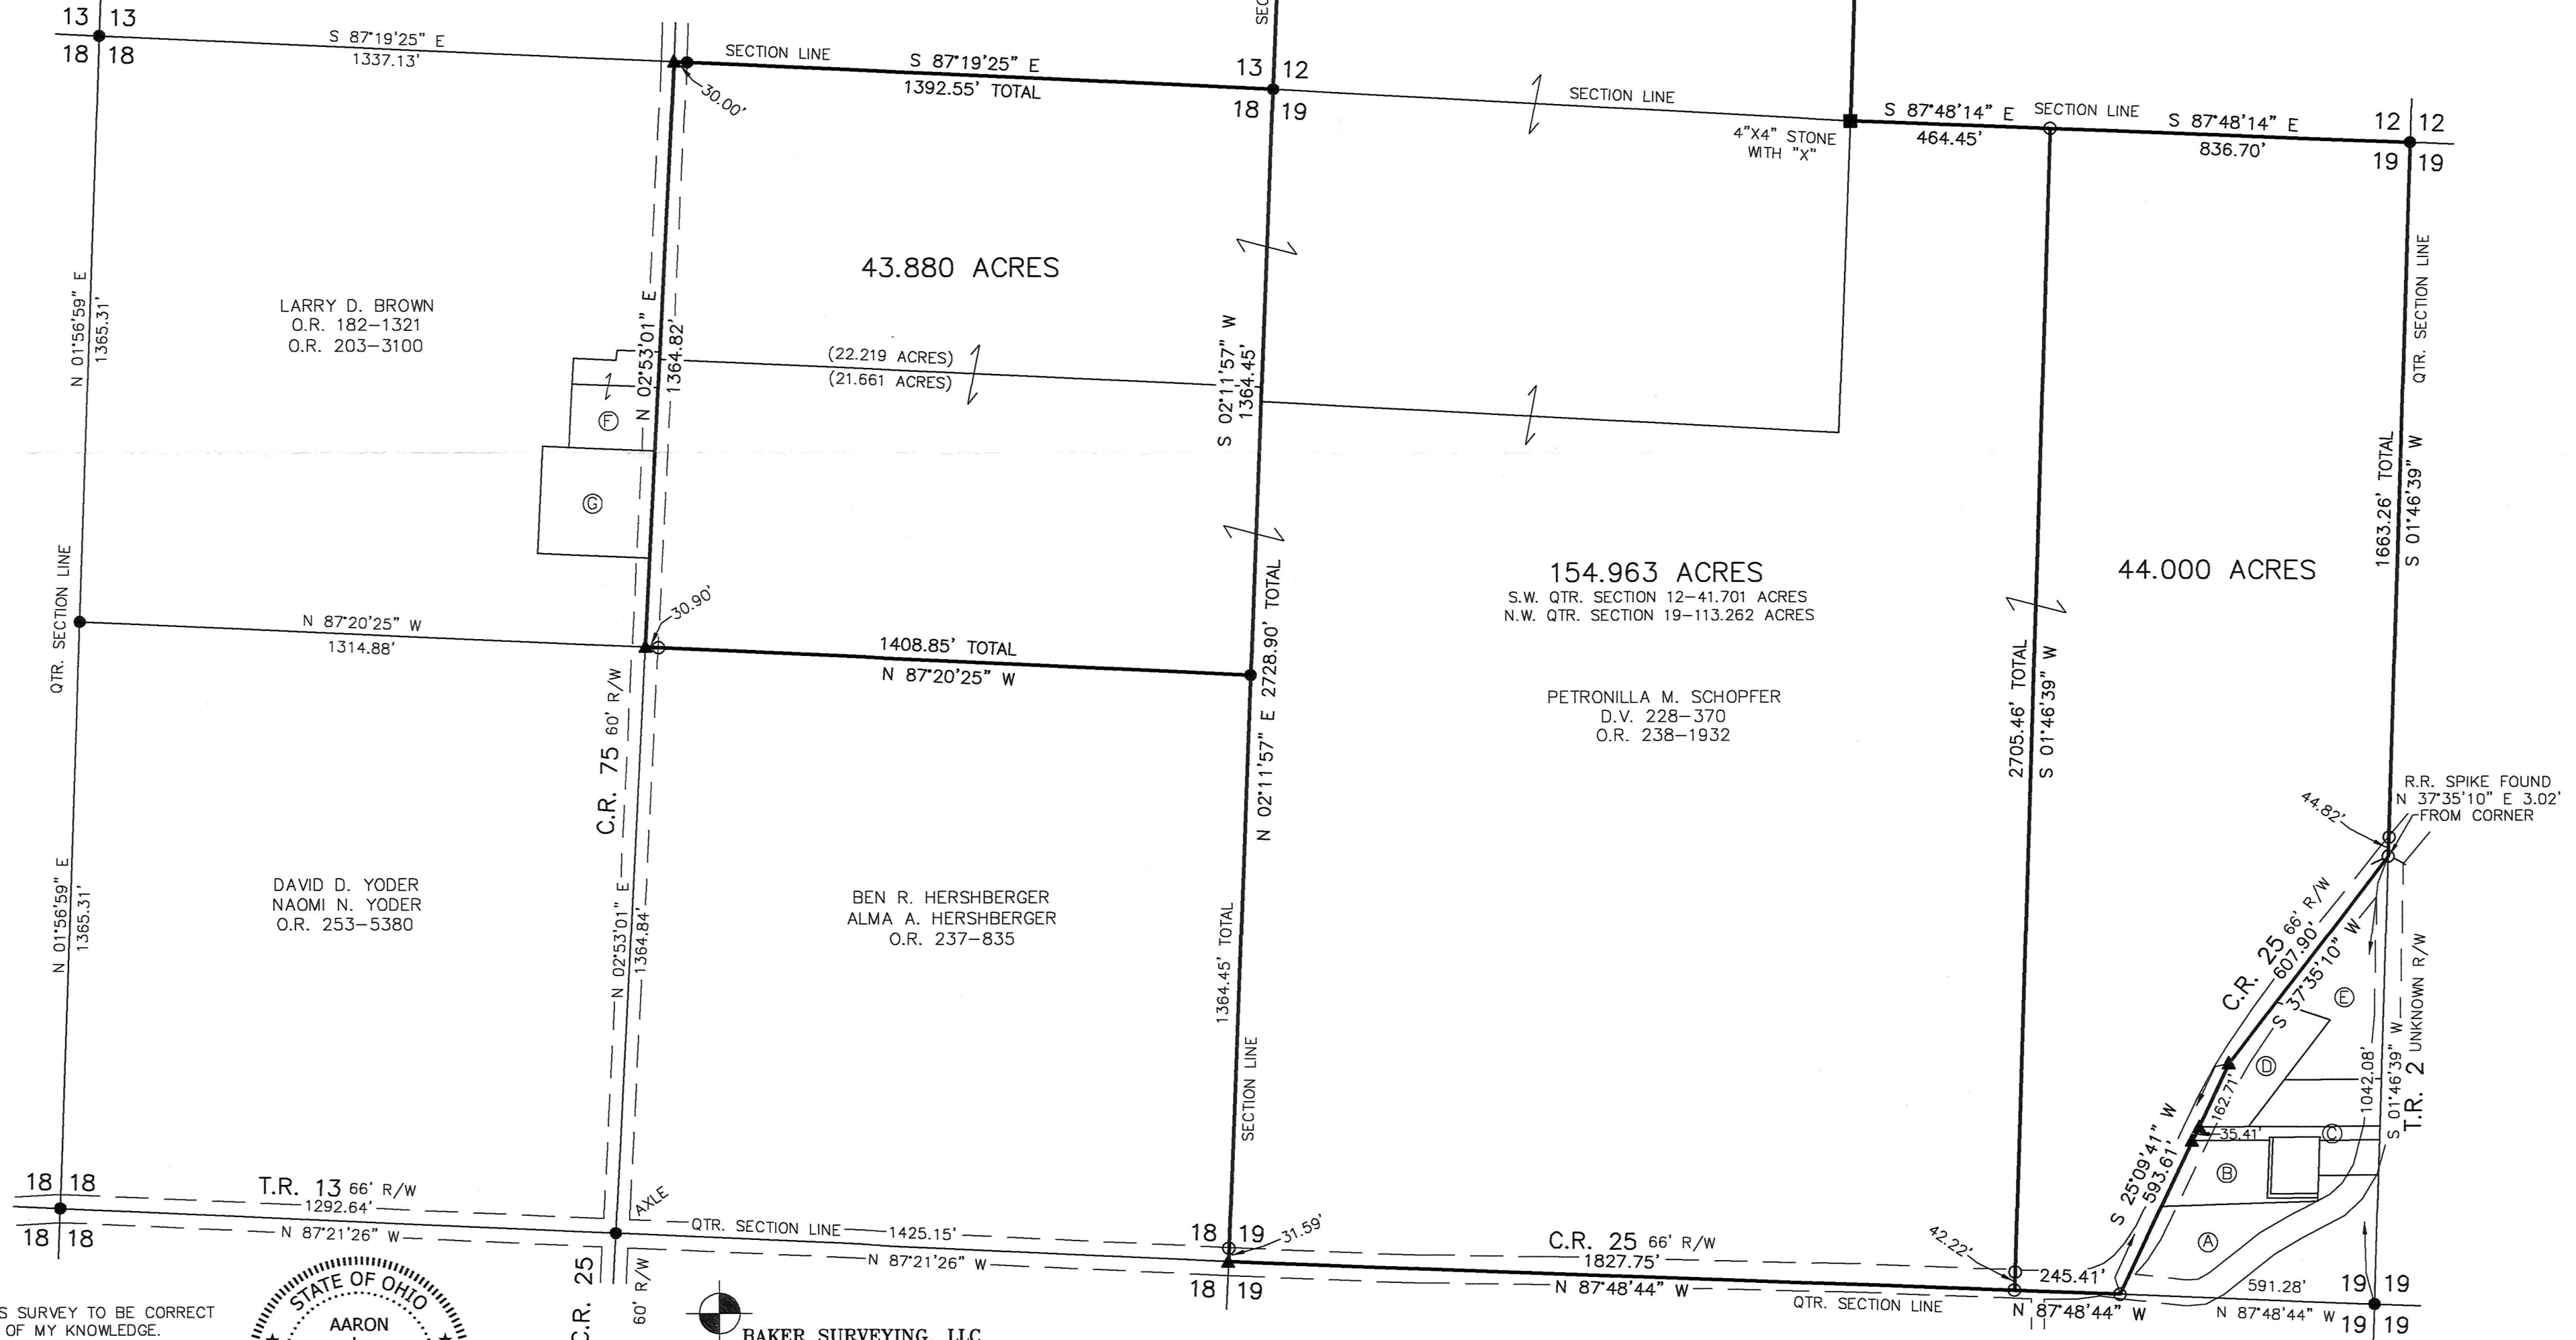 13 13
18 18
S 87°19'25" E
1337.13'
SECTION LINE
S 87°19'25" E
1392.55' TOTAL
30.00'
SEC
13 12
18 19
SECTION LINE
4"X4" STONE
WITH "X"
S 87°48'14" E
464.45'
SECTION LINE
S 87°48'14" E
836.70'
12 12
19 19
N 01°56'59" E
1365.31'
LARRY D. BROWN
O.R. 182-1321
O.R. 203-3100
N 02°53'01" E
1364.82'
43.880 ACRES
(22.219 ACRES)
(21.661 ACRES)
S 02°11'57" W
1364.45'
F
G
QTR. SECTION LINE
1663.26' TOTAL
S 01°46'39" W
44.000 ACRES
154.963 ACRES
S.W. QTR. SECTION 12-41.701 ACRES
N.W. QTR. SECTION 19-113.262 ACRES
PETRONILLA M. SCHOPFER
D.V. 228-370
O.R. 238-1932
QTR. SECTION LINE
N 87°20'25" W
1314.88'
30.90'
1408.85' TOTAL
N 87°20'25" W
C.R. 75 60' R/W
N 02°11'57" E 2728.90' TOTAL
2705.46' TOTAL
S 01°46'39" W
R.R. SPIKE FOUND
N 37°35'10" E 3.02'
FROM CORNER
44.82'
N 01°56'59" E
1365.31'
DAVID D. YODER
NAOMI N. YODER
O.R. 253-5380
N 02°53'01" E
1364.84'
BEN R. HERSHBERGER
ALMA A. HERSHBERGER
O.R. 237-835
1364.45' TOTAL
SECTION LINE
C.R. 25 66' R/W
607.90'
S 37°35'10" W
E
D
C
B
A
162.71'
35.41'
S 25°09'41" W
593.61'
1042.08'
S 01°46'39" W
T.R. 2 UNKNOWN R/W
18 18
18 18
T.R. 13 66' R/W
1292.64'
N 87°21'26" W
AXLE
QTR. SECTION LINE
1425.15'
N 87°21'26" W
18 19
18 19
31.59'
C.R. 25 66' R/W
1827.75'
N 87°48'44" W
QTR. SECTION LINE
42.22'
245.41'
N 87°48'44" W
591.28'
N 87°48'44" W
19 19
19 19
C.R. 25
60' R/W
S SURVEY TO BE CORRECT
OF MY KNOWLEDGE.
STATE OF OHIO
AARON
BAKER SURVEYING, LLC